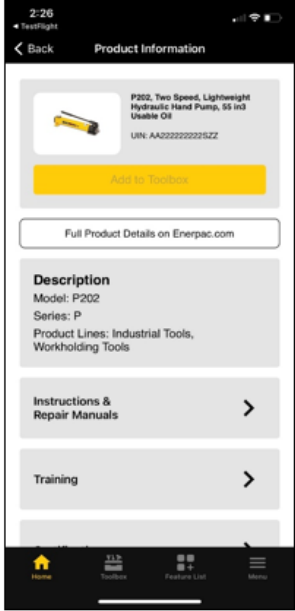 2:26
◀ TestFlight
Back
Product Information
P202, Two Speed, Lightweight
Hydraulic Hand Pump, 55 in3
Usable Oil
UIN: AA222222222SZZ
Add to Toolbox
Full Product Details on Enerpac.com
Description
Model: P202
Series: P
Product Lines: Industrial Tools,
Workholding Tools
Instructions &
Repair Manuals
Training
Home
Toolbox
Feature List
Menu